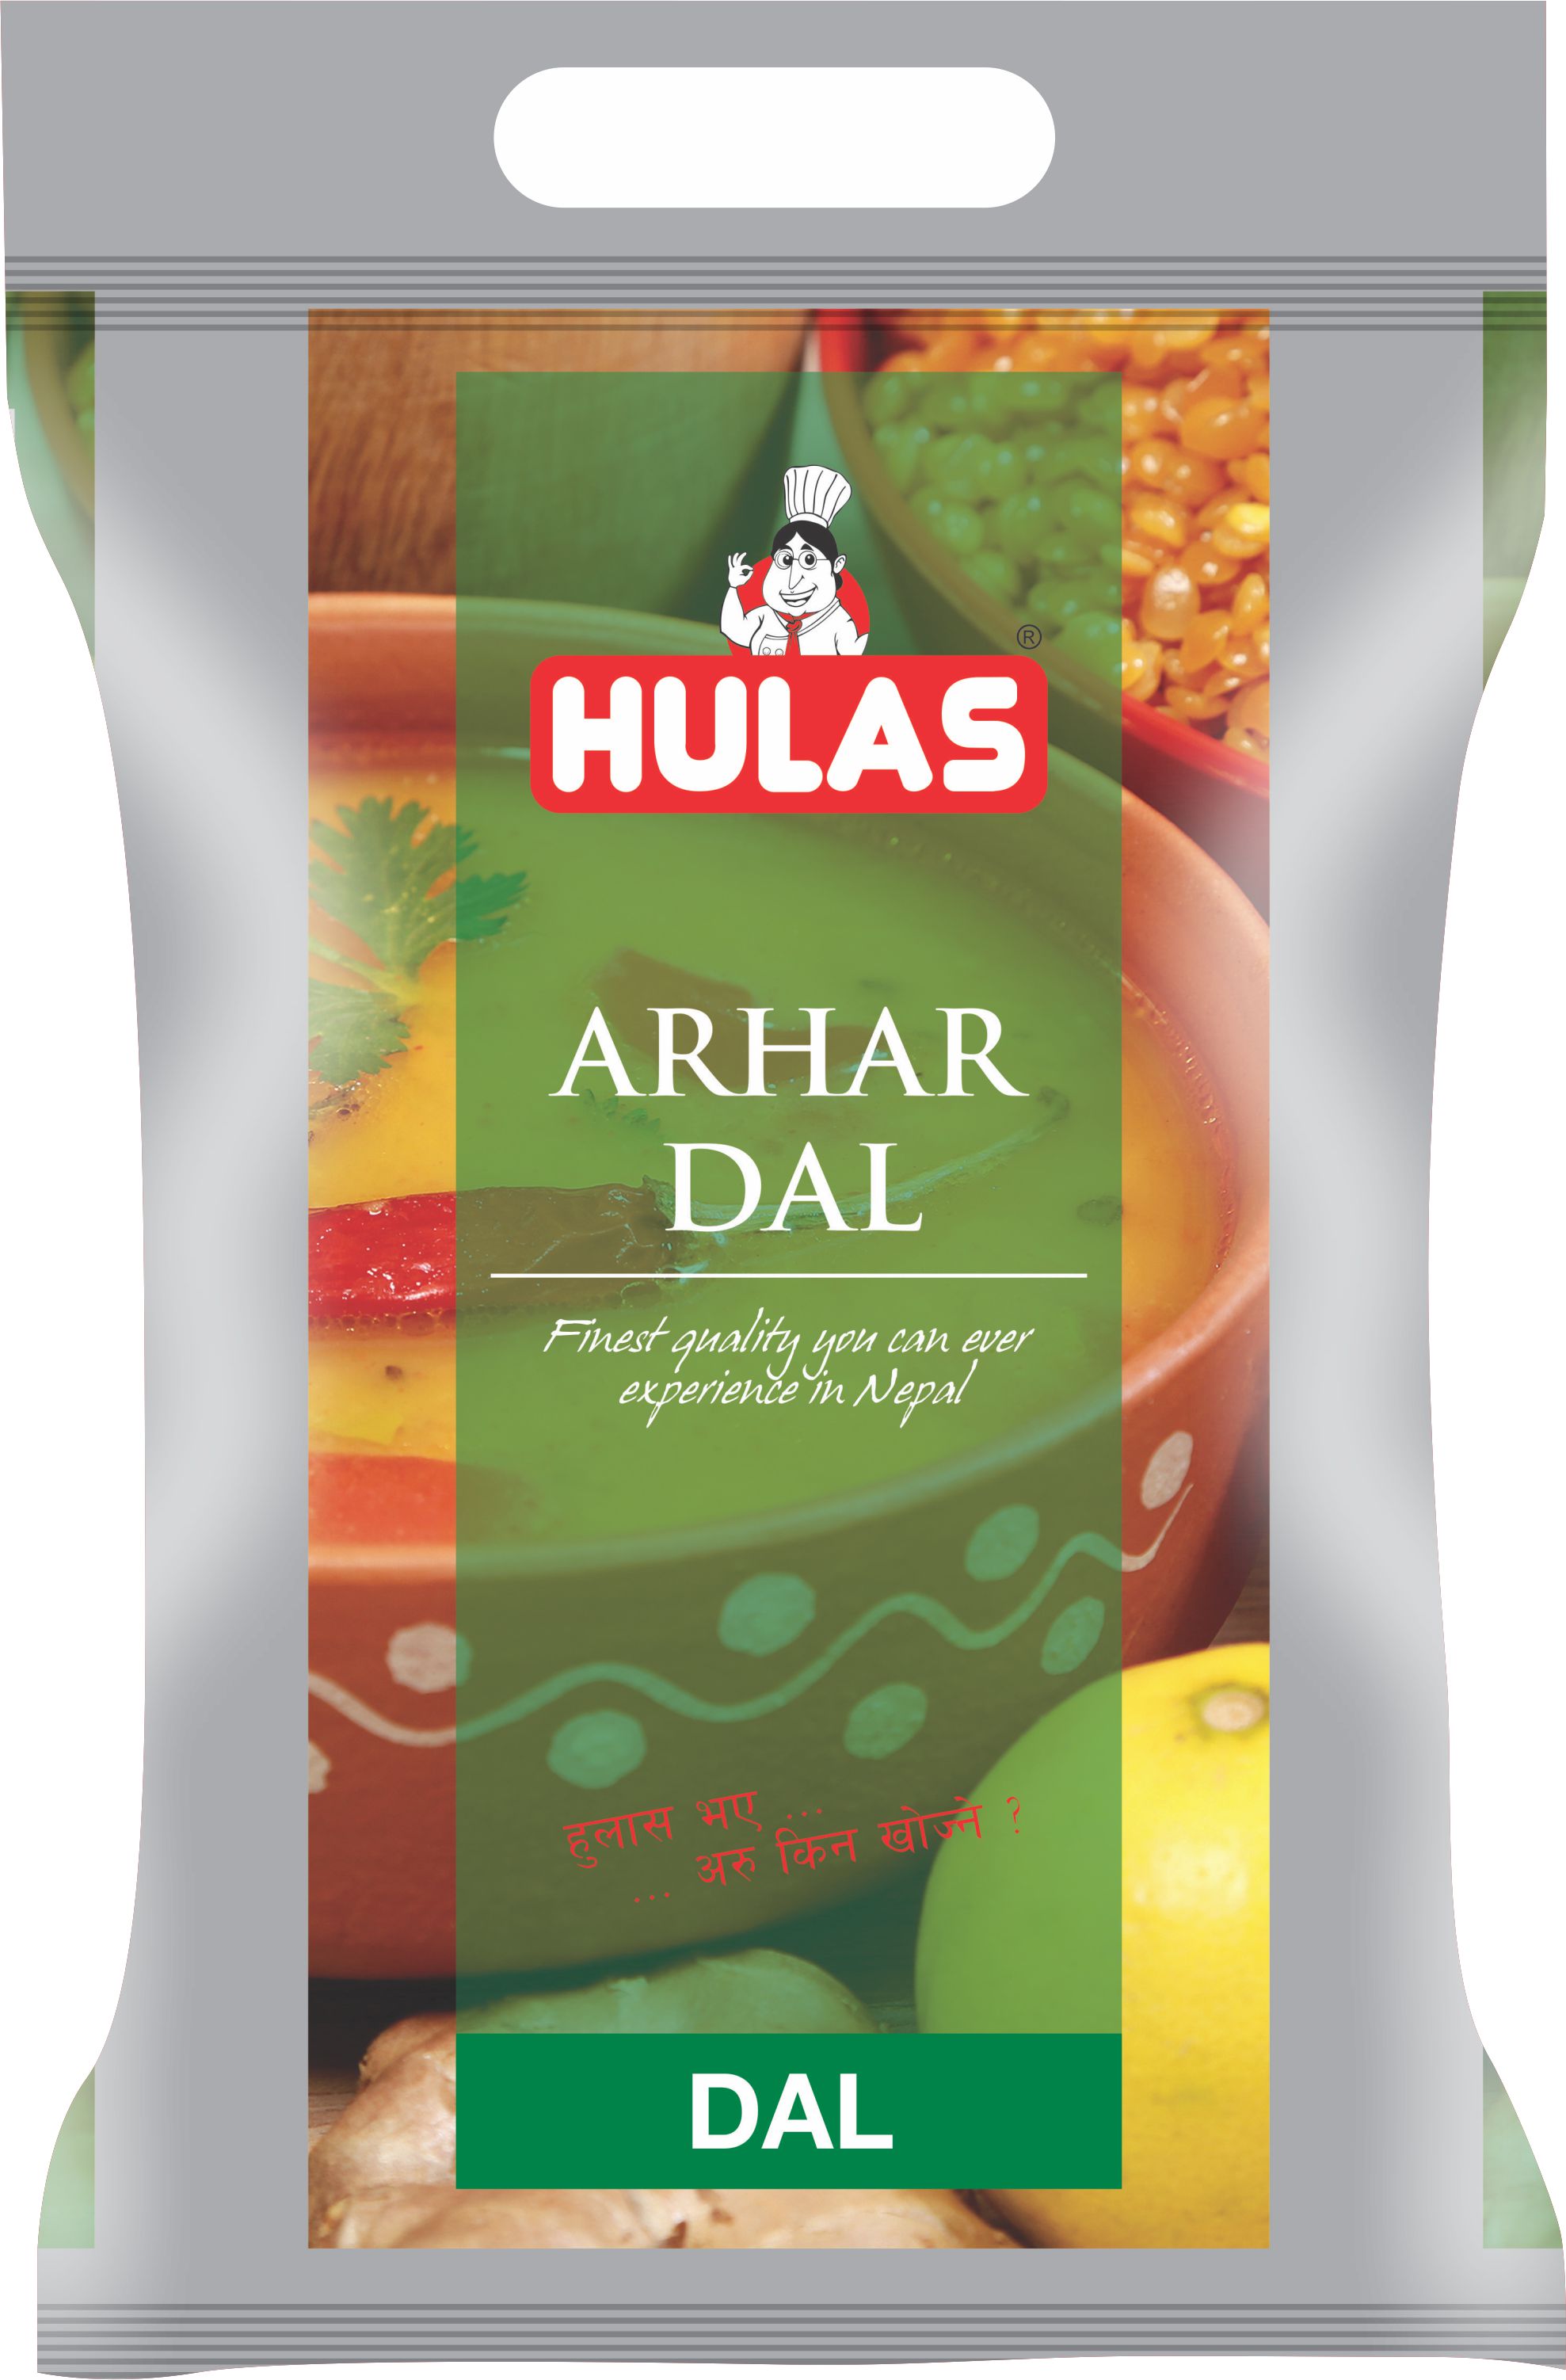 ®
HULAS
ARHAR
DAL
Finest quality you can ever
experience in Nepal
हुलास भए ...
... अरु किन खोज्ने ?
DAL